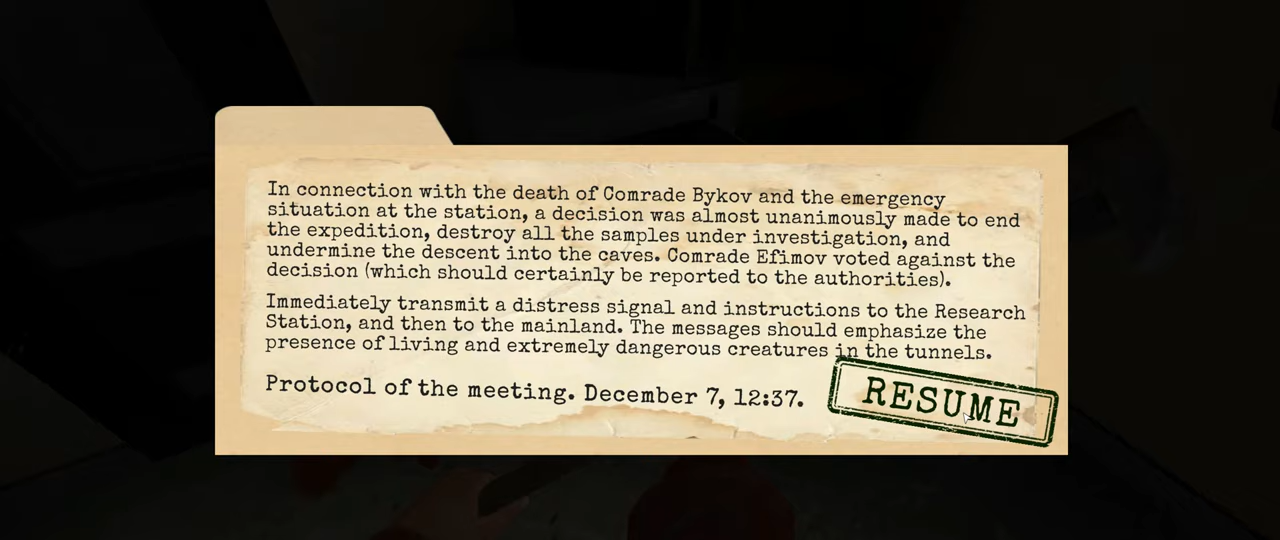 In connection with the death of Comrade Bykov and the emergency
situation at the station, a decision was almost unanimously made to end
the expedition, destroy all the samples under investigation, and
undermine the descent into the caves. Comrade Efimov voted against the
decision (which should certainly be reported to the authorities).
Immediately transmit a distress signal and instructions to the Research
Station, and then to the mainland. The messages should emphasize the
presence of living and extremely dangerous creatures in the tunnels.
Protocol of the meeting. December 7, 12:37.
RESUME